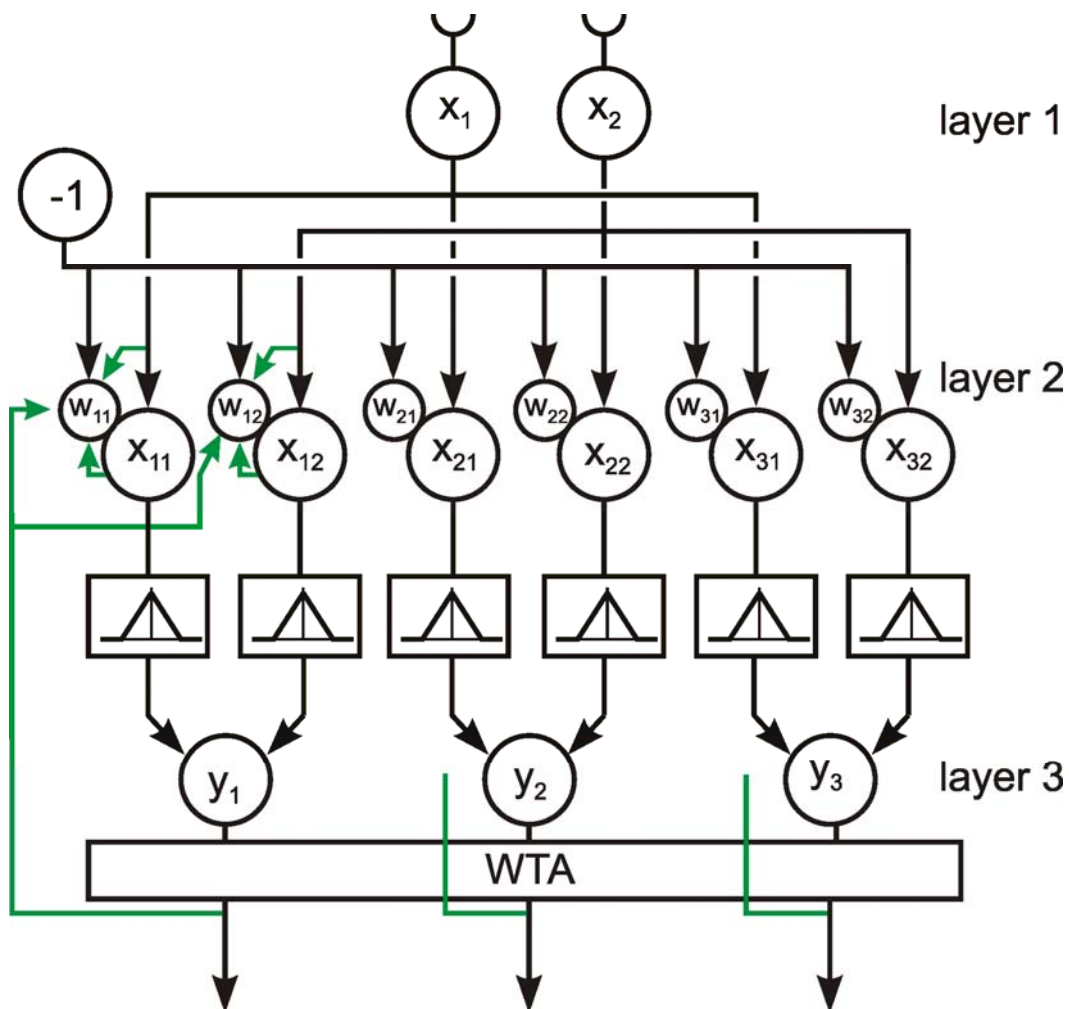 x1 x2 layer 1
-1
layer 2
w11 w12 w21 w22 w31 w32
x11 x12 x21 x22 x31 x32
y1 y2 y3 layer 3
WTA